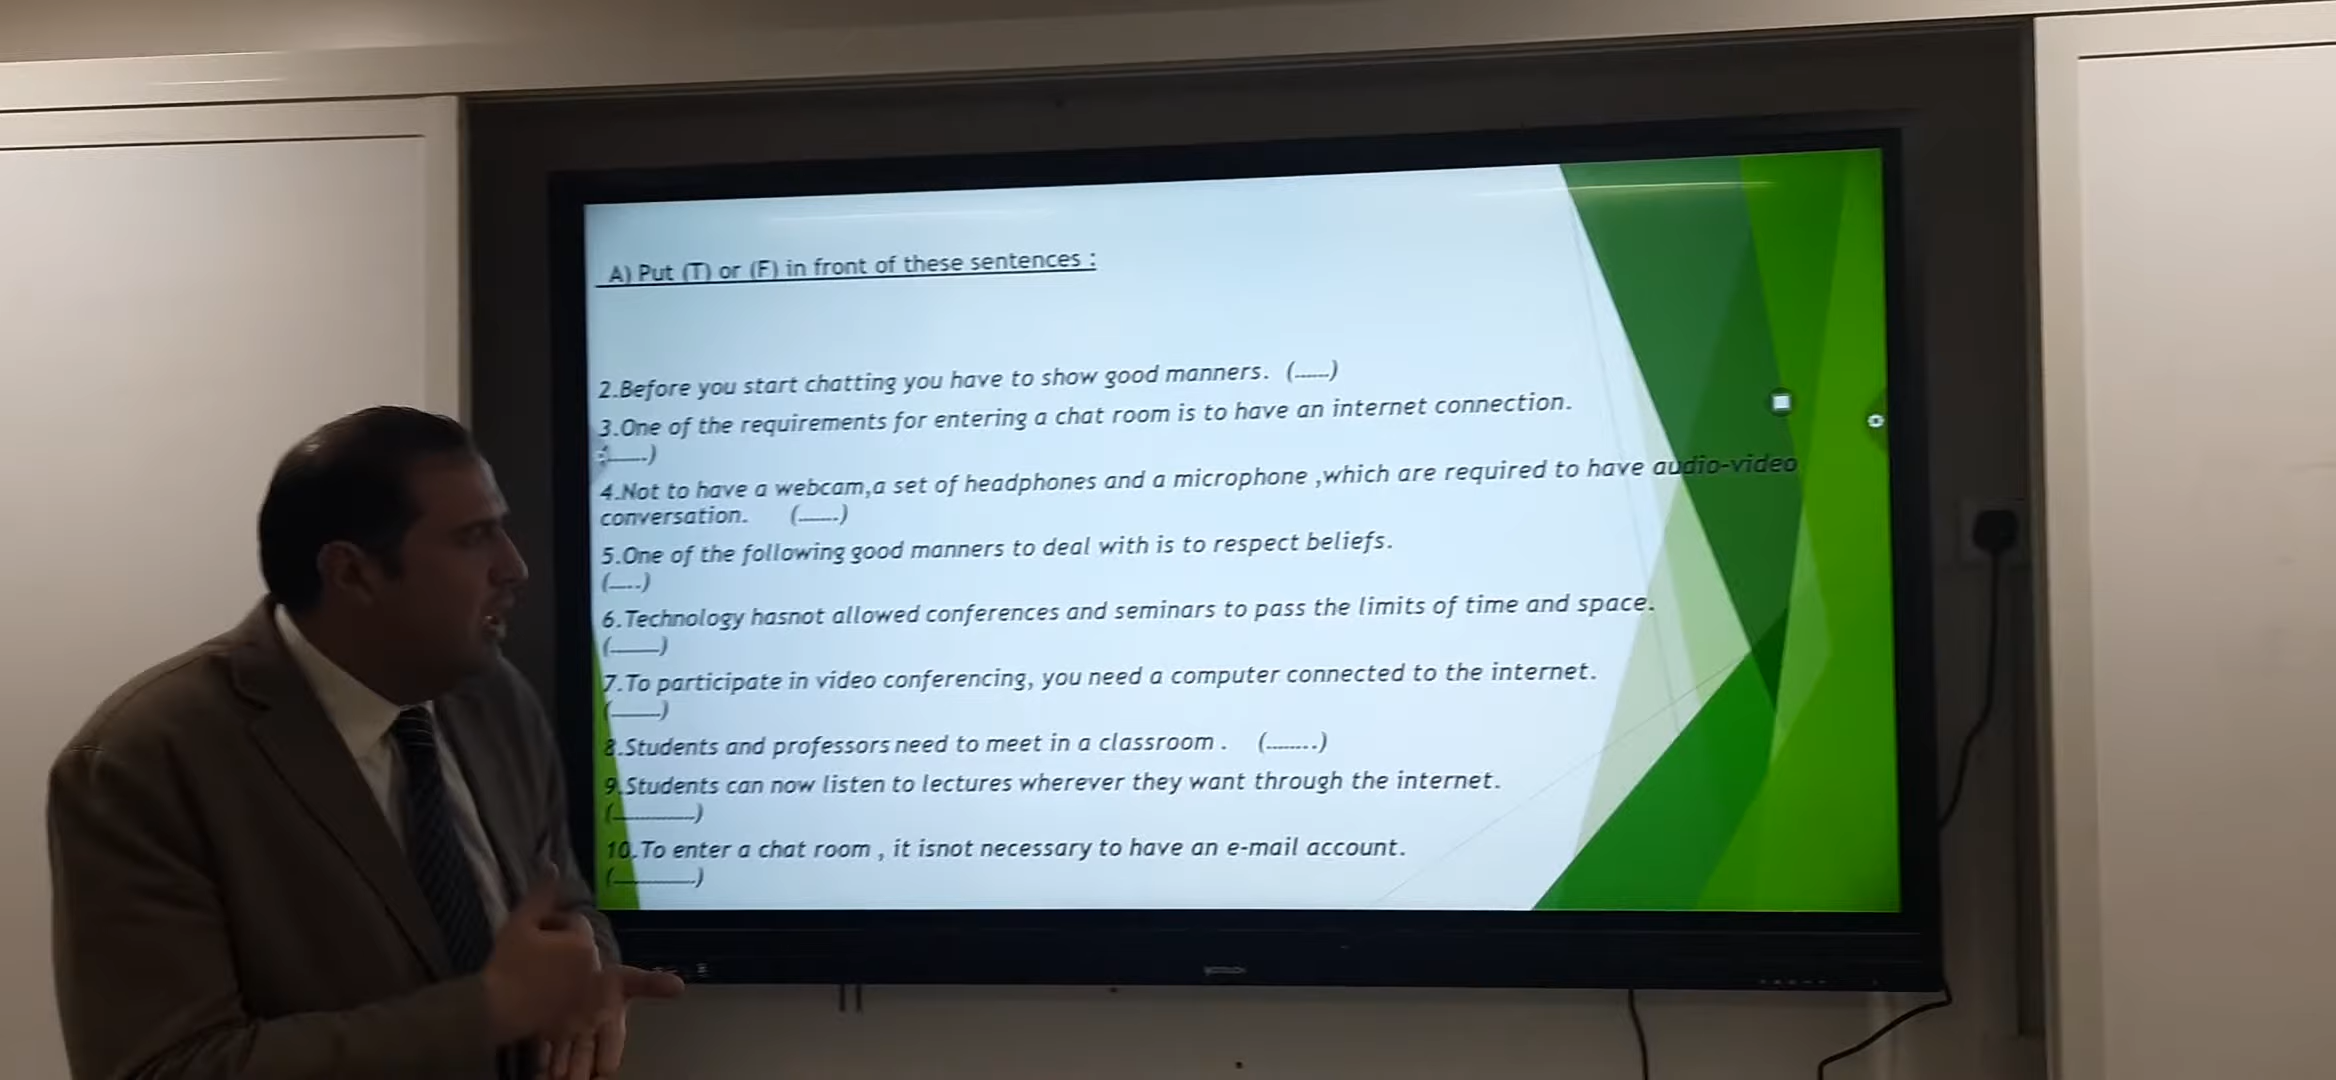 A) Put (T) or (F) in front of these sentences :
2.Before you start chatting you have to show good manners. (......)
3.One of the requirements for entering a chat room is to have an internet connection.
(.......)
4.Not to have a webcam,a set of headphones and a microphone ,which are required to have audio-video
conversation. (.......)
5.One of the following good manners to deal with is to respect beliefs.
(.....)
6.Technology hasnot allowed conferences and seminars to pass the limits of time and space.
(........)
7.To participate in video conferencing, you need a computer connected to the internet.
(........)
8.Students and professors need to meet in a classroom . (........)
9.Students can now listen to lectures wherever they want through the internet.
(.............)
10.To enter a chat room , it isnot necessary to have an e-mail account.
(.............)